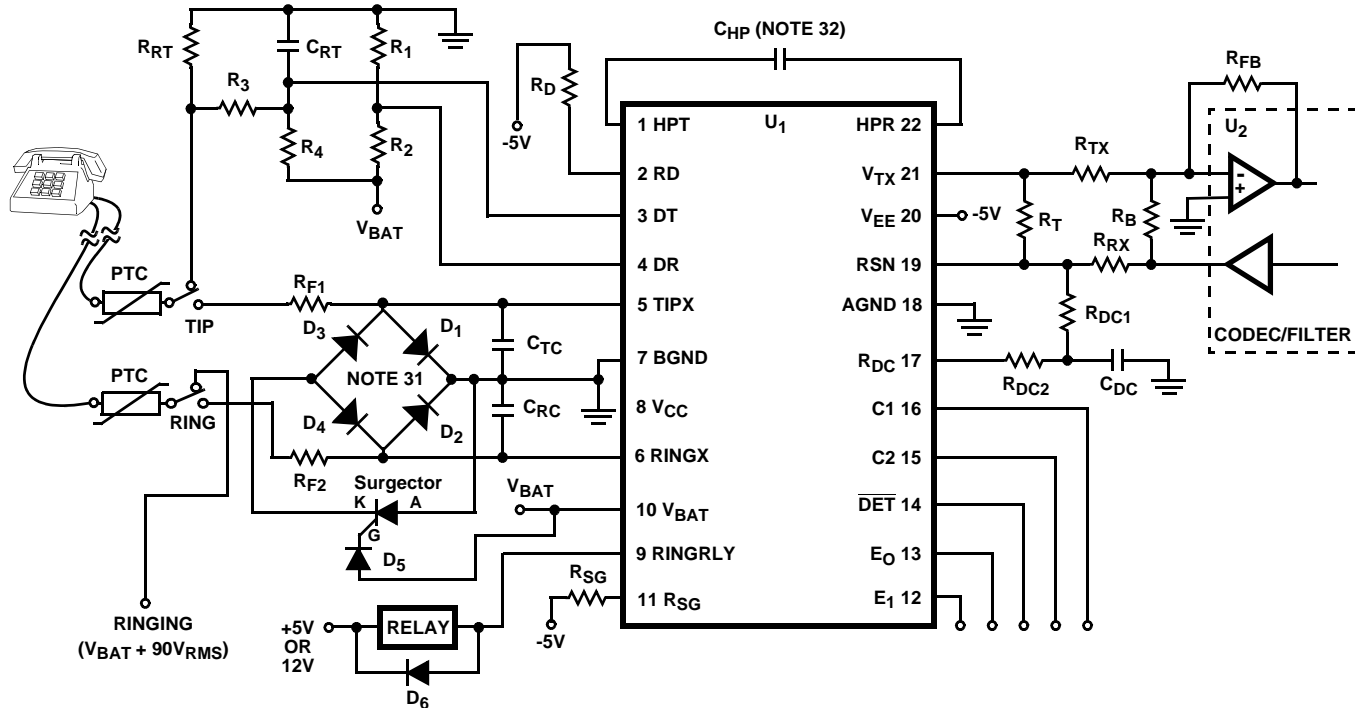 C_HP (NOTE 32)
R_RT
C_RT
R_1
R_3
R_4
R_2
V_BAT
-5V
R_D
U_1
1 HPT
HPR 22
2 RD
V_TX 21
3 DT
V_EE 20
-5V
4 DR
RSN 19
5 TIPX
AGND 18
7 BGND
R_DC 17
8 V_CC
C1 16
6 RINGX
C2 15
10 V_BAT
DET 14
9 RINGRLY
E_O 13
11 R_SG
E_1 12
R_FB
U_2
R_TX
-
+
R_T
R_B
R_RX
R_DC1
R_DC2
C_DC
CODEC/FILTER
PTC
TIP
R_F1
D_3
D_1
C_TC
NOTE 31
PTC
RING
D_4
D_2
C_RC
R_F2
Surgector
K
A
G
D_5
V_BAT
R_SG
-5V
RINGING
(V_BAT + 90V_RMS)
+5V
OR
12V
RELAY
D_6